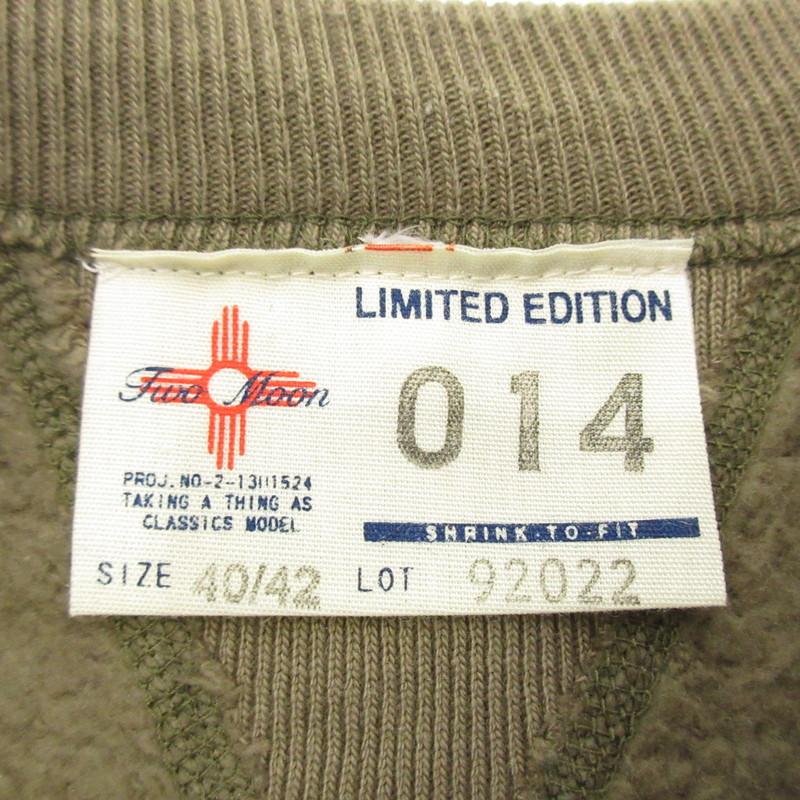 Two Moon
PROJ. NO-2-13111524
TAKING A THING AS
CLASSICS MODEL
LIMITED EDITION
014
SHRINK-TO-FIT
SIZE 40/42 LOT 92022